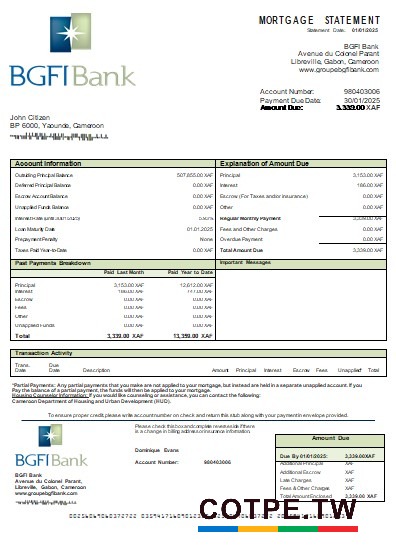 MORTGAGE STATEMENT
Statement Date: 01/01/2025
BGFIBank
BGFI Bank
Avenue du Colonel Parant
Libreville, Gabon, Cameroon
www.groupebgfibank.com
Account Number: 980403006
Payment Due Date: 30/01/2025
Amount Due: 3,339.00 XAF
John Citizen
BP 6000, Yaounde, Cameroon
Account Information
Outstanding Principal Balance 507,855.00 XAF
Deferred Principal Balance 0.00 XAF
Escrow Account Balance 0.00 XAF
Unapplied Funds Balance 0.00 XAF
Loan Maturity Date 01.01.2025
Prepayment Penalty None
Taxes Paid Year-to-Date 0.00 XAF
Explanation of Amount Due
Principal 3,153.00 XAF
Interest 186.00 XAF
Escrow (For Taxes and/or Insurance) 0.00 XAF
Other 0.00 XAF
Regular Monthly Payment 3,339.00 XAF
Fees and Other Charges 0.00 XAF
Overdue Payment 0.00 XAF
Total Amount Due 3,339.00 XAF
Past Payments Breakdown
Paid Last Month Paid Year to Date
Principal 3,153.00 XAF 12,612.00 XAF
Interest 186.00 XAF
Escrow 0.00 XAF 0.00 XAF
Fees 0.00 XAF 0.00 XAF
Other 0.00 XAF 0.00 XAF
Unapplied Funds 0.00 XAF 0.00 XAF
Total 3,339.00 XAF 13,359.00 XAF
Important Messages
Transaction Activity
Trans. Date Due Date Description Amount Principal Interest Escrow Fees Unapplied* Total
*Partial Payments: Any partial payments that you make are not applied to your mortgage, but instead are held in a separate unapplied account. If you
Pay the balance of a partial payment, the funds will then be applied to your mortgage.
Housing Counselor Information: If you would like counseling or assistance, you can contact the following:
Cameroon Department of Housing and Urban Development (HUD).
To ensure proper credit please write account number on check and return this stub along with your payment in envelope provided.
BGFIBank
BGFI Bank
Avenue du Colonel Parant,
Libreville, Gabon, Cameroon
www.groupebgfibank.com
Please check this box and complete reverse side if there
is a change in billing address or insurance information
Dominique Evans
Account Number: 980403006
Amount Due
Due By 01/01/2025: 3,339.00XAF
Additional Principal XAF
Additional Escrow XAF
Late Charges XAF
Fees & Other Charges XAF
Total Amount Enclosed 3,339.00 XAF
COTPE.TW